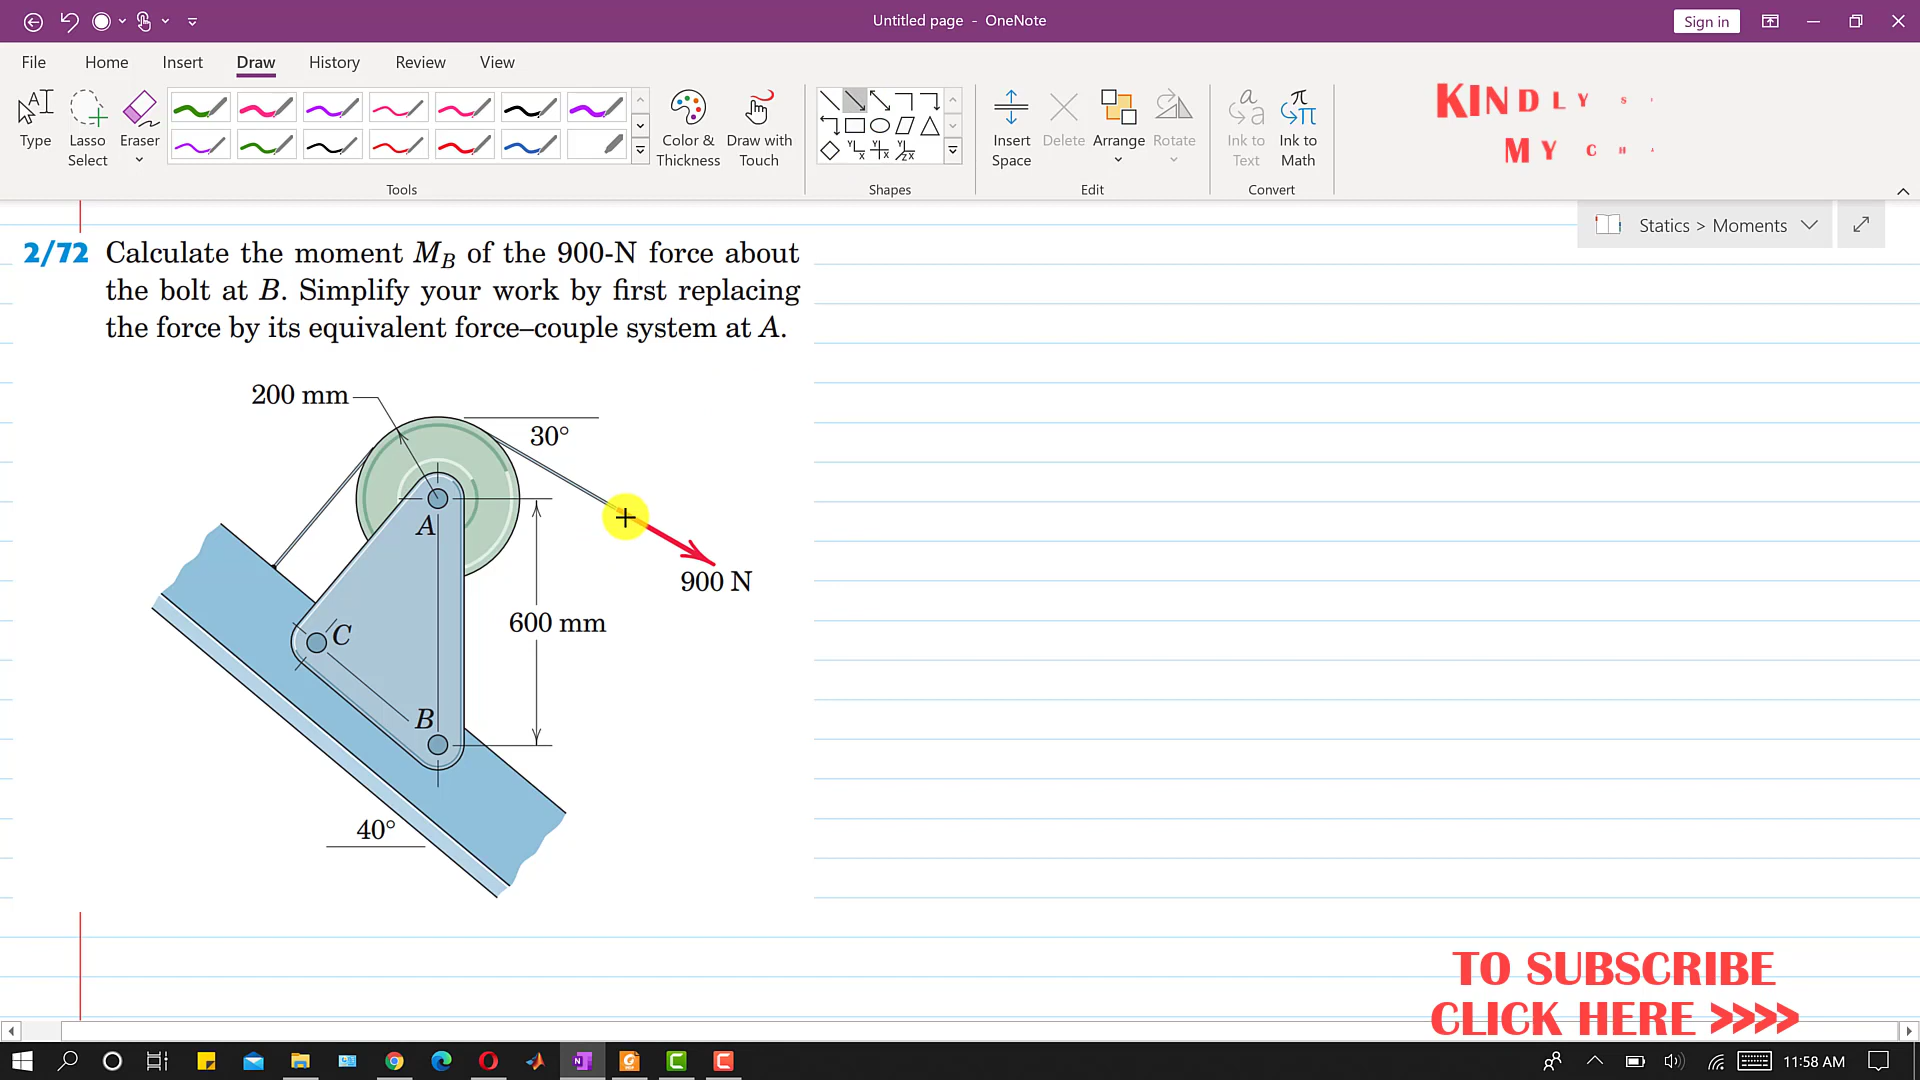 Untitled page - OneNote
Sign in
File Home Insert Draw History Review View
Type
Lasso Select
Eraser
Color & Thickness
Draw with Touch
Insert Space
Delete
Arrange
Rotate
Ink to Text
Ink to Math
Tools
Shapes
Edit
Convert
KINDLY S
MY CHA
Statics > Moments
2/72 Calculate the moment M_B of the 900-N force about
the bolt at B. Simplify your work by first replacing
the force by its equivalent force–couple system at A.
200 mm
30°
A
900 N
600 mm
C
B
40°
TO SUBSCRIBE
CLICK HERE >>>>
11:58 AM